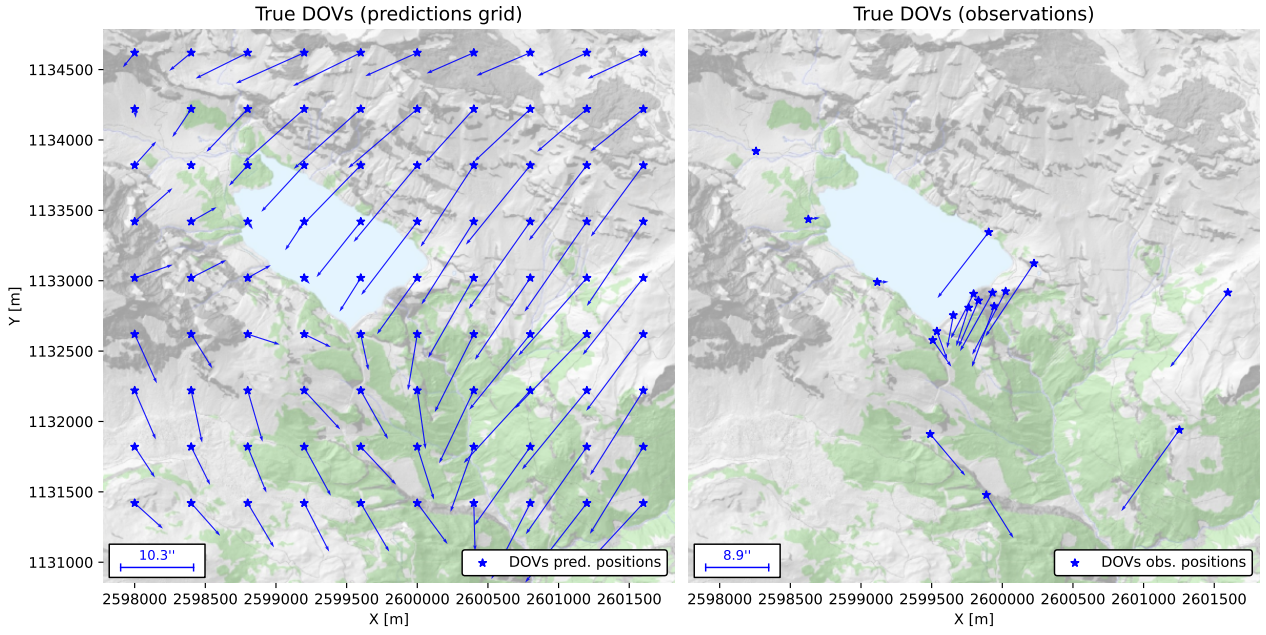 True DOVs (predictions grid)
True DOVs (observations)
Y [m]
1134500
1134000
1133500
1133000
1132500
1132000
1131500
1131000
10.3''
DOVs pred. positions
8.9''
DOVs obs. positions
2598000 2598500 2599000 2599500 2600000 2600500 2601000 2601500
2598000 2598500 2599000 2599500 2600000 2600500 2601000 2601500
X [m]
X [m]